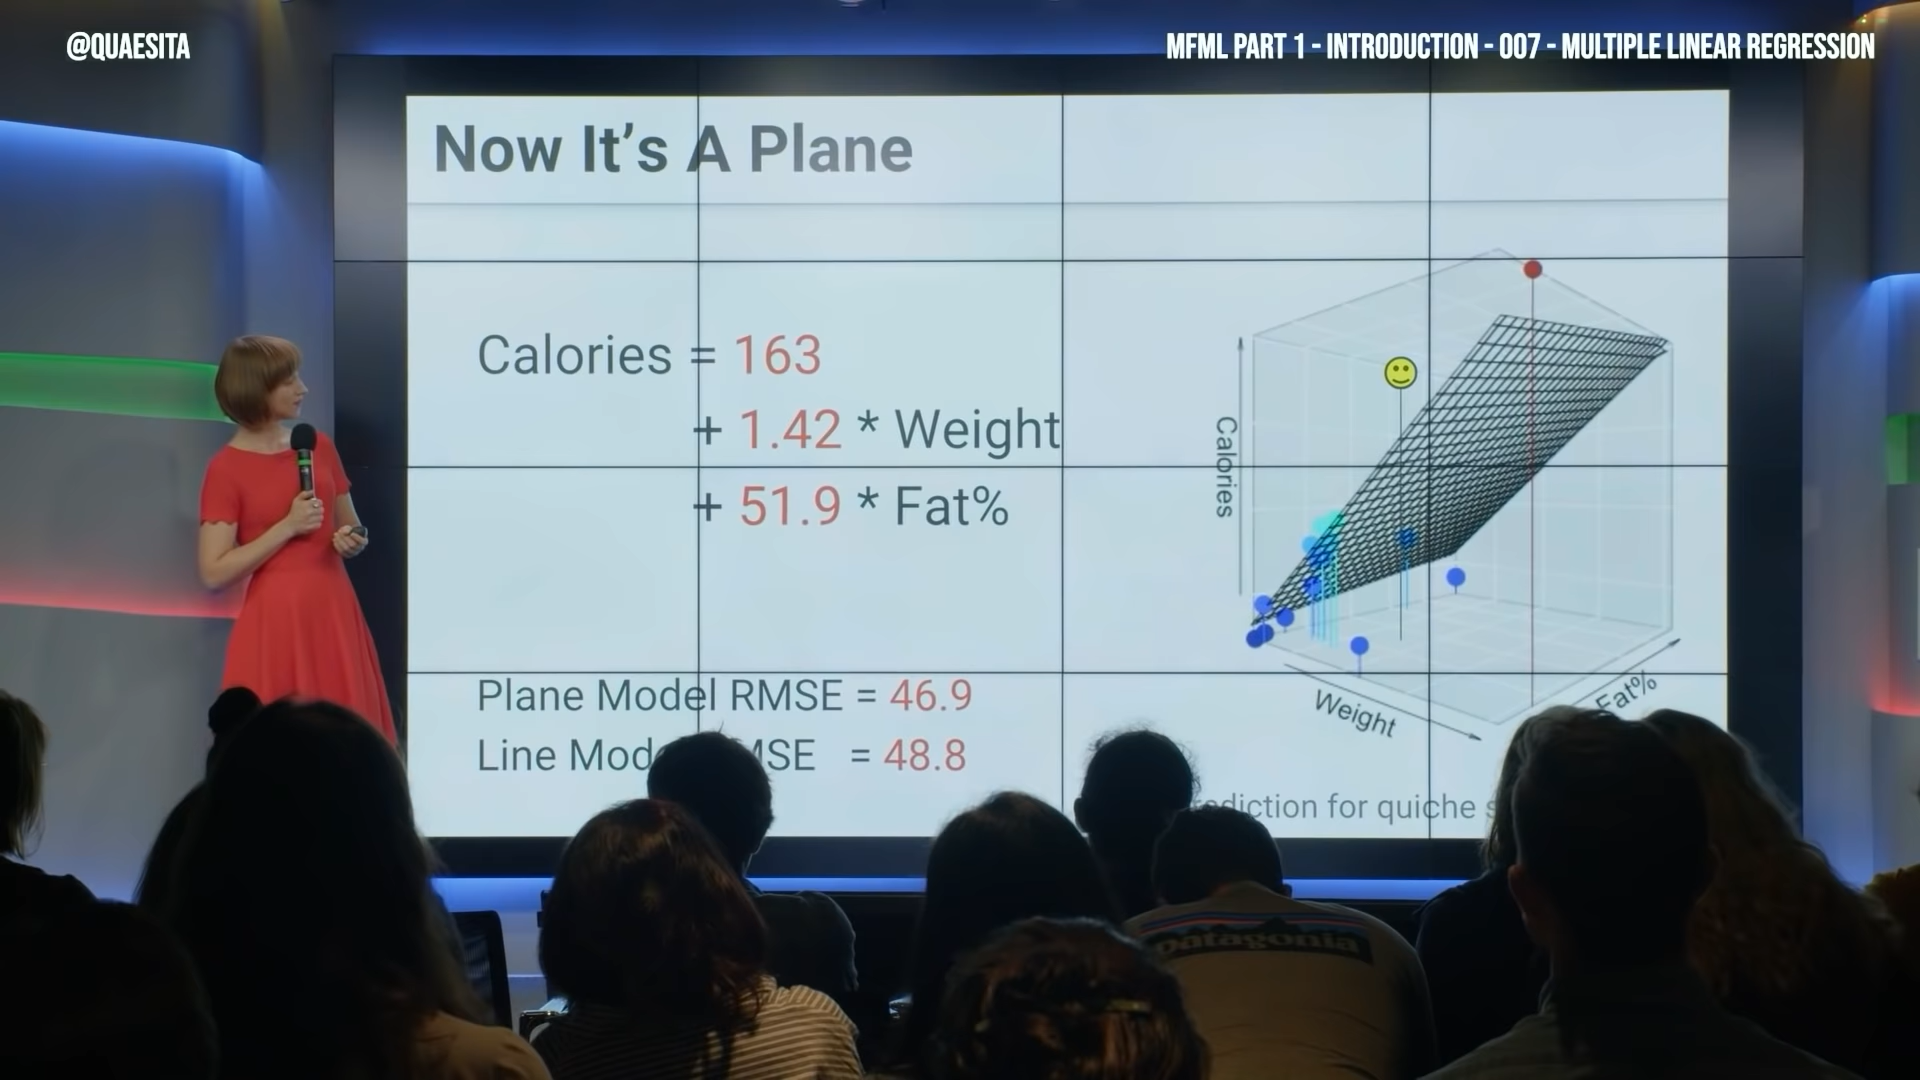 @QUAESITA
MFML PART 1 - INTRODUCTION - 007 - MULTIPLE LINEAR REGRESSION
Now It’s A Plane
Calories = 163
+ 1.42 * Weight
+ 51.9 * Fat%
Calories
Weight
Fat%
Plane Model RMSE = 46.9
Line = 48.8
for quiche
patagonia